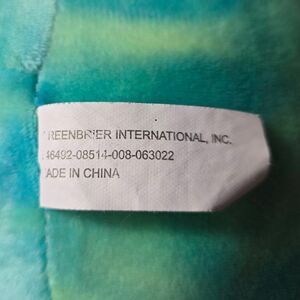 REENBRIER INTERNATIONAL, INC.
46492-08514-008-063022
ADE IN CHINA